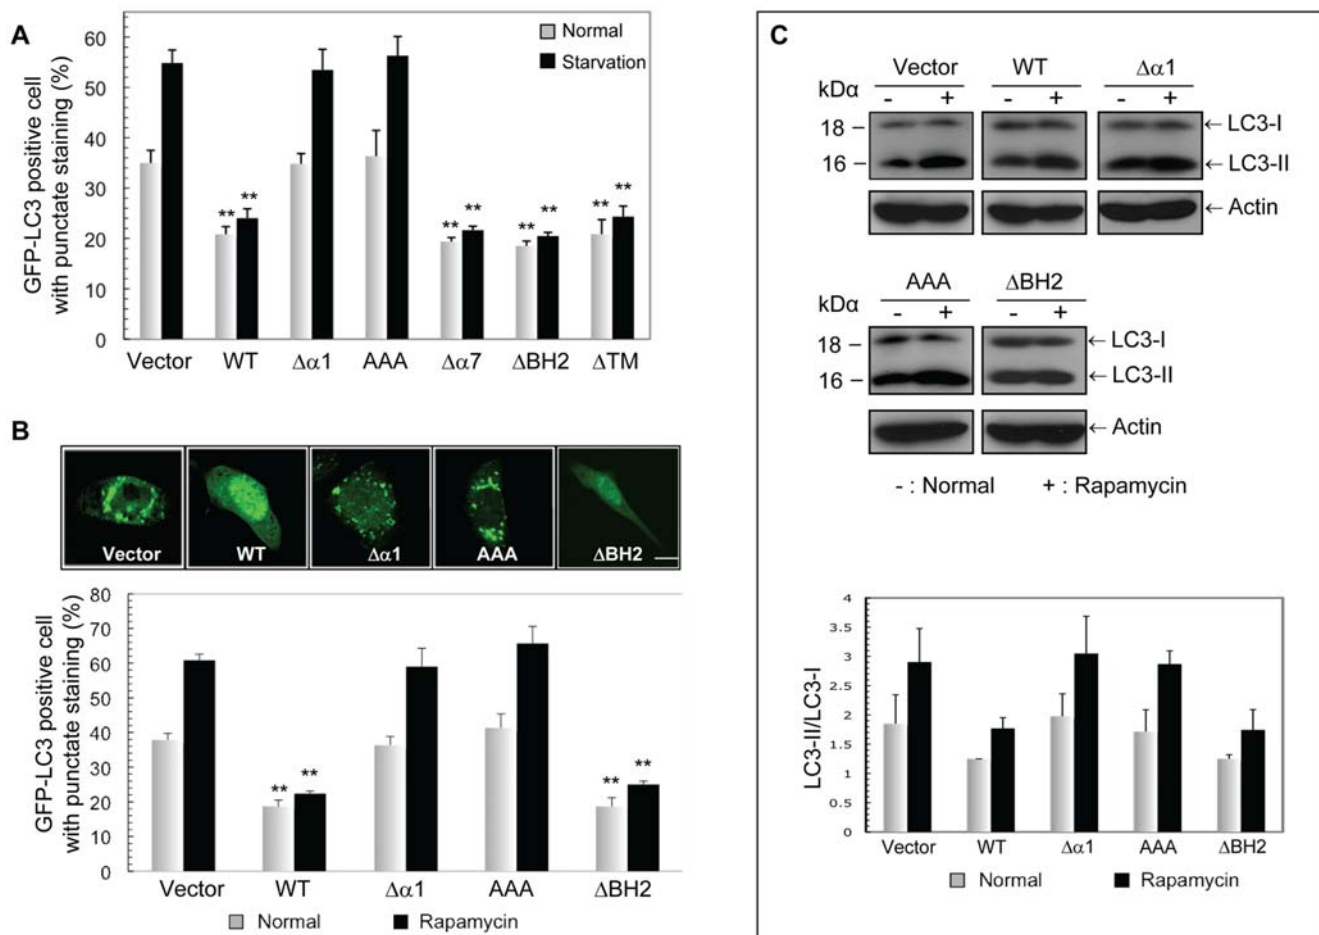 A
GFP-LC3 positive cell
with punctate staining (%)
60
50
40
30
20
10
0
Normal
Starvation
** ** ** ** ** ** ** **
Vector WT Δα1 AAA Δα7 ΔBH2 ΔTM
B
Vector WT Δα1 AAA ΔBH2
GFP-LC3 positive cell
with punctate staining (%)
80
70
60
50
40
30
20
10
0
** ** ** **
Vector WT Δα1 AAA ΔBH2
Normal Rapamycin
C
Vector WT Δα1
kDα - + - + - +
18 – ← LC3-I
16 – ← LC3-II
← Actin
AAA ΔBH2
kDα - + - +
18 – ← LC3-I
16 – ← LC3-II
← Actin
- : Normal + : Rapamycin
LC3-II/LC3-I
4
3.5
3
2.5
2
1.5
1
0.5
0
Vector WT Δα1 AAA ΔBH2
Normal Rapamycin